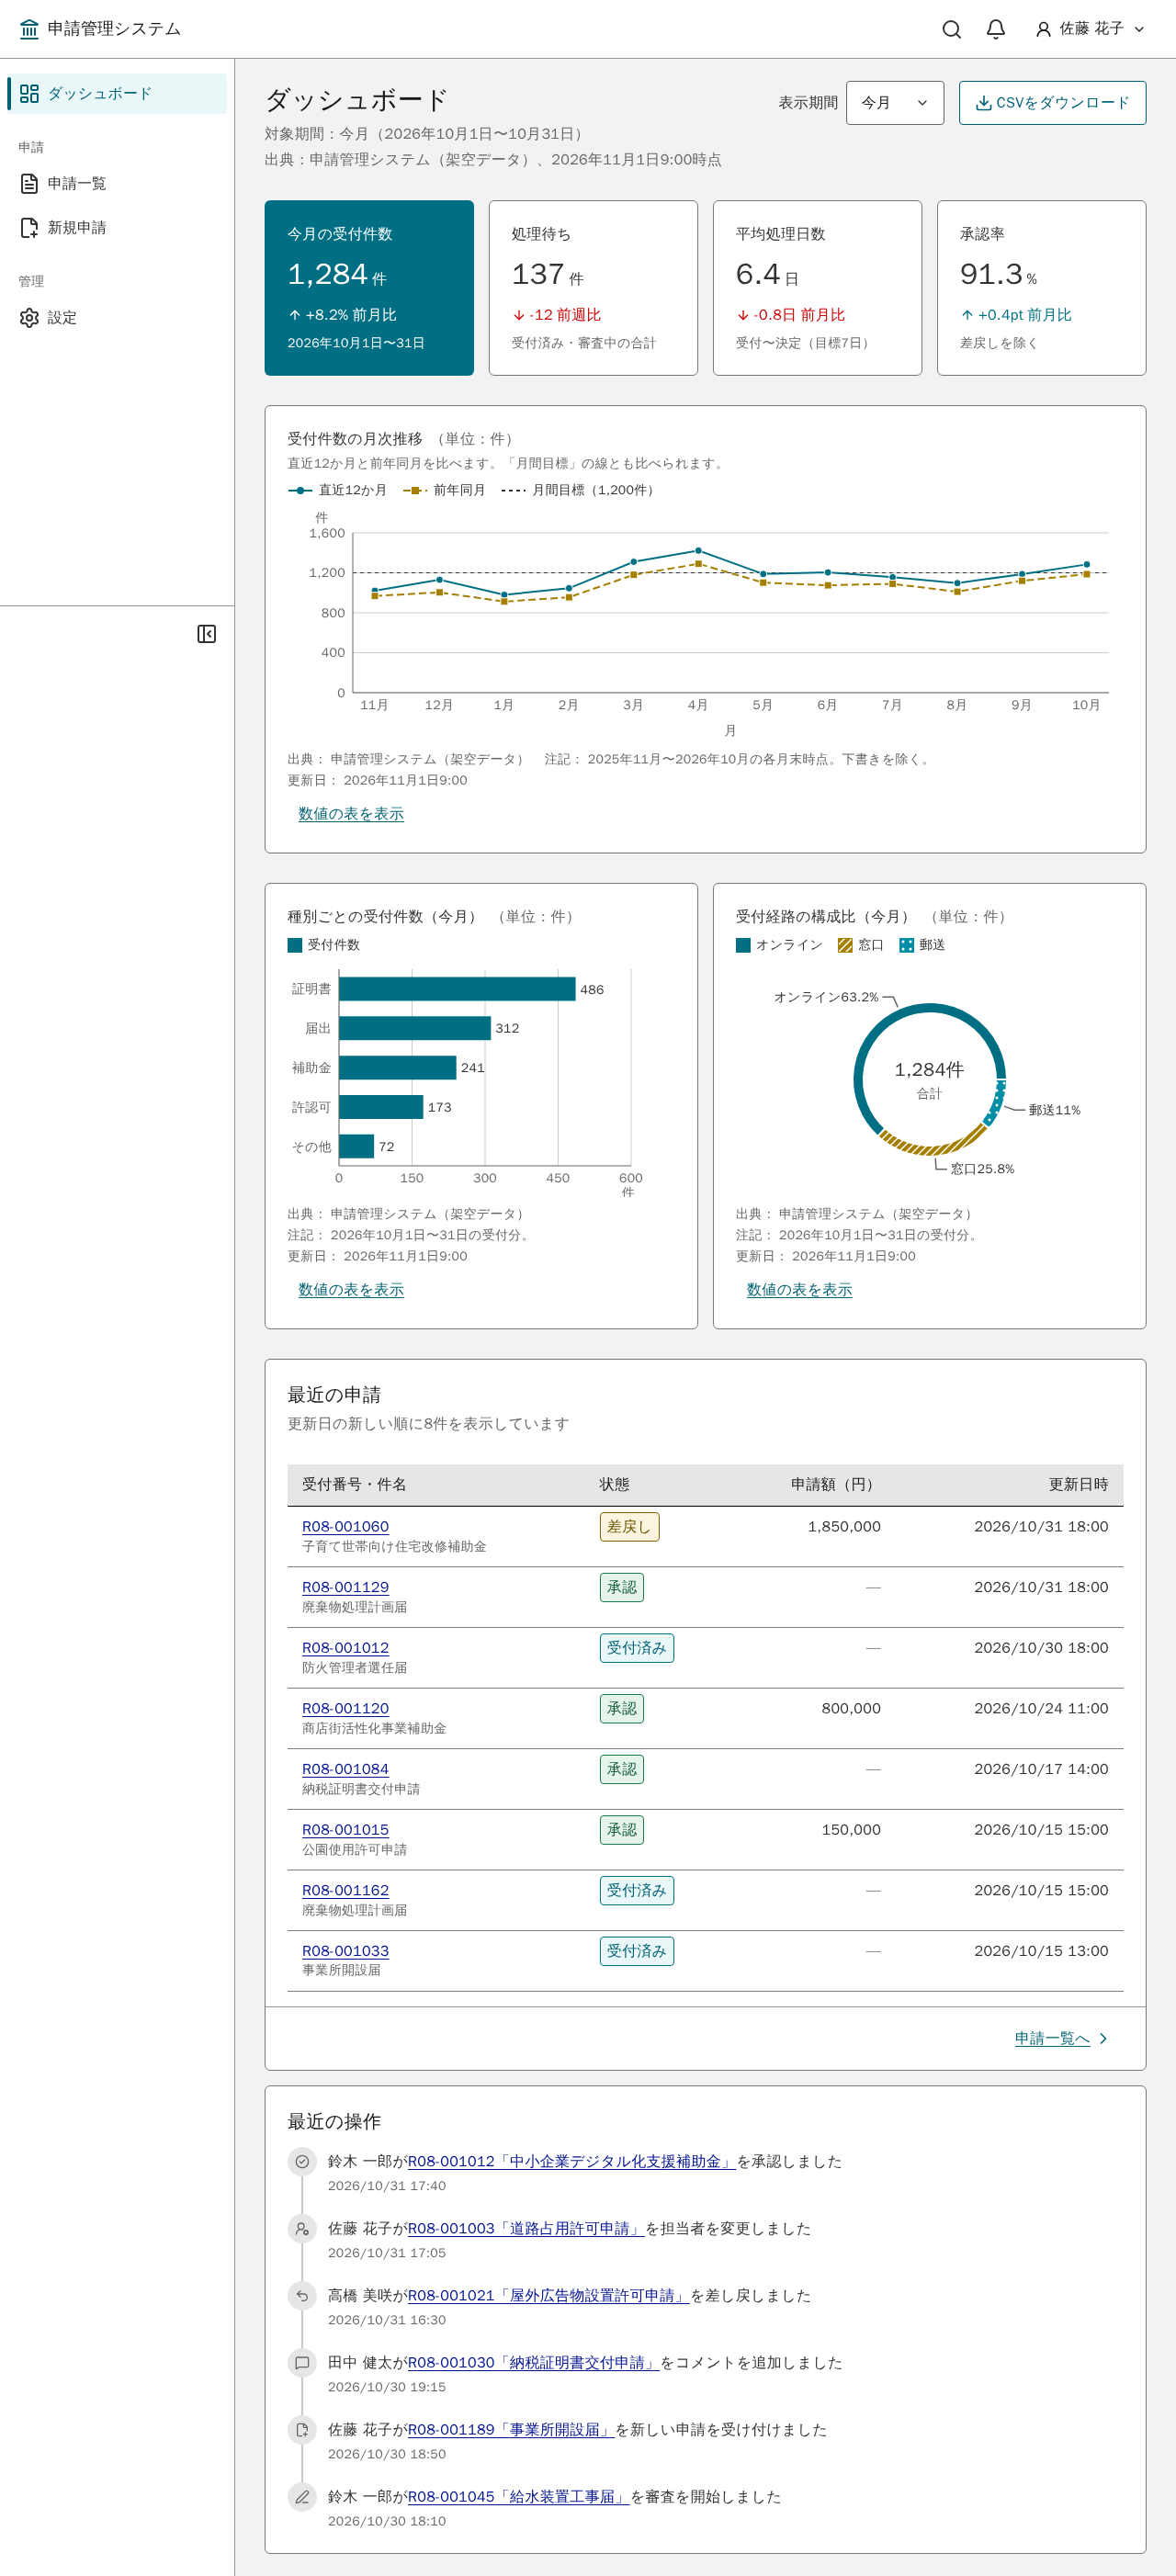 申請管理システム
佐藤 花子
ダッシュボード
申請
申請一覧
新規申請
管理
設定
ダッシュボード
表示期間
今月
CSVをダウンロード
対象期間：今月（2026年10月1日〜10月31日）
出典：申請管理システム（架空データ）、2026年11月1日9:00時点
今月の受付件数
1,284 件
+8.2% 前月比
2026年10月1日〜31日
処理待ち
137 件
-12 前週比
受付済み・審査中の合計
平均処理日数
6.4 日
-0.8日 前月比
受付〜決定（目標7日）
承認率
91.3 %
+0.4pt 前月比
差戻しを除く
受付件数の月次推移 （単位：件）
直近12か月と前年同月を比べます。「月間目標」の線とも比べられます。
直近12か月 前年同月 月間目標（1,200件）
件
1,600
1,200
800
400
0
11月 12月 1月 2月 3月 4月 5月 6月 7月 8月 9月 10月
月
出典： 申請管理システム（架空データ） 注記： 2025年11月〜2026年10月の各月末時点。下書きを除く。
更新日： 2026年11月1日9:00
数値の表を表示
種別ごとの受付件数（今月） （単位：件）
受付件数
証明書 486
届出 312
補助金 241
許認可 173
その他 72
0 150 300 450 600
件
出典： 申請管理システム（架空データ）
注記： 2026年10月1日〜31日の受付分。
更新日： 2026年11月1日9:00
数値の表を表示
受付経路の構成比（今月） （単位：件）
オンライン 窓口 郵送
オンライン63.2%
1,284件
合計
郵送11%
窓口25.8%
出典： 申請管理システム（架空データ）
注記： 2026年10月1日〜31日の受付分。
更新日： 2026年11月1日9:00
数値の表を表示
最近の申請
更新日の新しい順に8件を表示しています
受付番号・件名 状態 申請額（円） 更新日時
R08-001060 差戻し 1,850,000 2026/10/31 18:00
子育て世帯向け住宅改修補助金
R08-001129 承認 — 2026/10/31 18:00
廃棄物処理計画届
R08-001012 受付済み — 2026/10/30 18:00
防火管理者選任届
R08-001120 承認 800,000 2026/10/24 11:00
商店街活性化事業補助金
R08-001084 承認 — 2026/10/17 14:00
納税証明書交付申請
R08-001015 承認 150,000 2026/10/15 15:00
公園使用許可申請
R08-001162 受付済み — 2026/10/15 15:00
廃棄物処理計画届
R08-001033 受付済み — 2026/10/15 13:00
事業所開設届
申請一覧へ
最近の操作
鈴木 一郎がR08-001012「中小企業デジタル化支援補助金」を承認しました
2026/10/31 17:40
佐藤 花子がR08-001003「道路占用許可申請」を担当者を変更しました
2026/10/31 17:05
高橋 美咲がR08-001021「屋外広告物設置許可申請」を差し戻しました
2026/10/31 16:30
田中 健太がR08-001030「納税証明書交付申請」をコメントを追加しました
2026/10/30 19:15
佐藤 花子がR08-001189「事業所開設届」を新しい申請を受け付けました
2026/10/30 18:50
鈴木 一郎がR08-001045「給水装置工事届」を審査を開始しました
2026/10/30 18:10